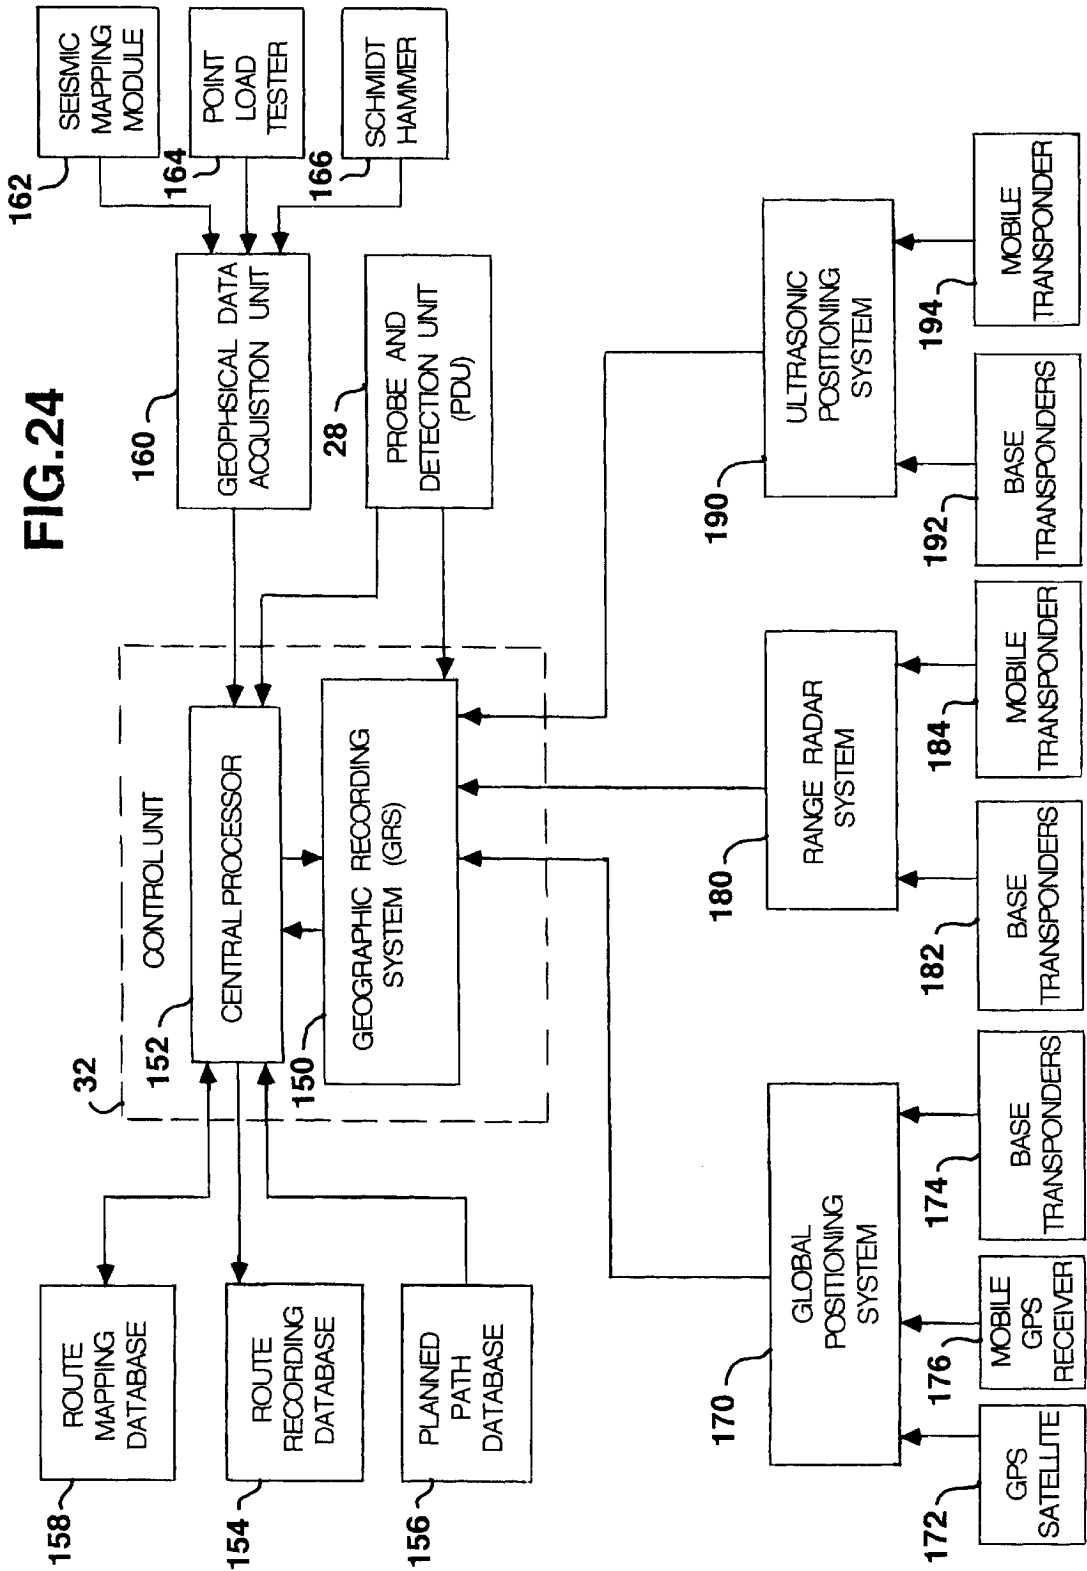 FIG.24
158
ROUTE
MAPPING
DATABASE
154
ROUTE
RECORDING
DATABASE
156
PLANNED
PATH
DATABASE
32
CONTROL UNIT
152
CENTRAL PROCESSOR
150
GEOGRAPHIC RECORDING
SYSTEM (GRS)
160
GEOPHSICAL DATA
ACQUISTION UNIT
28
PROBE AND
DETECTION UNIT
(PDU)
162
SEISMIC
MAPPING
MODULE
164
POINT
LOAD
TESTER
166
SCHMIDT
HAMMER
170
GLOBAL
POSITIONING
SYSTEM
180
RANGE RADAR
SYSTEM
190
ULTRASONIC
POSITIONING
SYSTEM
172
GPS
SATELLITE
176
MOBILE
GPS
RECEIVER
174
BASE
TRANSPONDERS
182
BASE
TRANSPONDERS
184
MOBILE
TRANSPONDER
192
BASE
TRANSPONDERS
194
MOBILE
TRANSPONDER